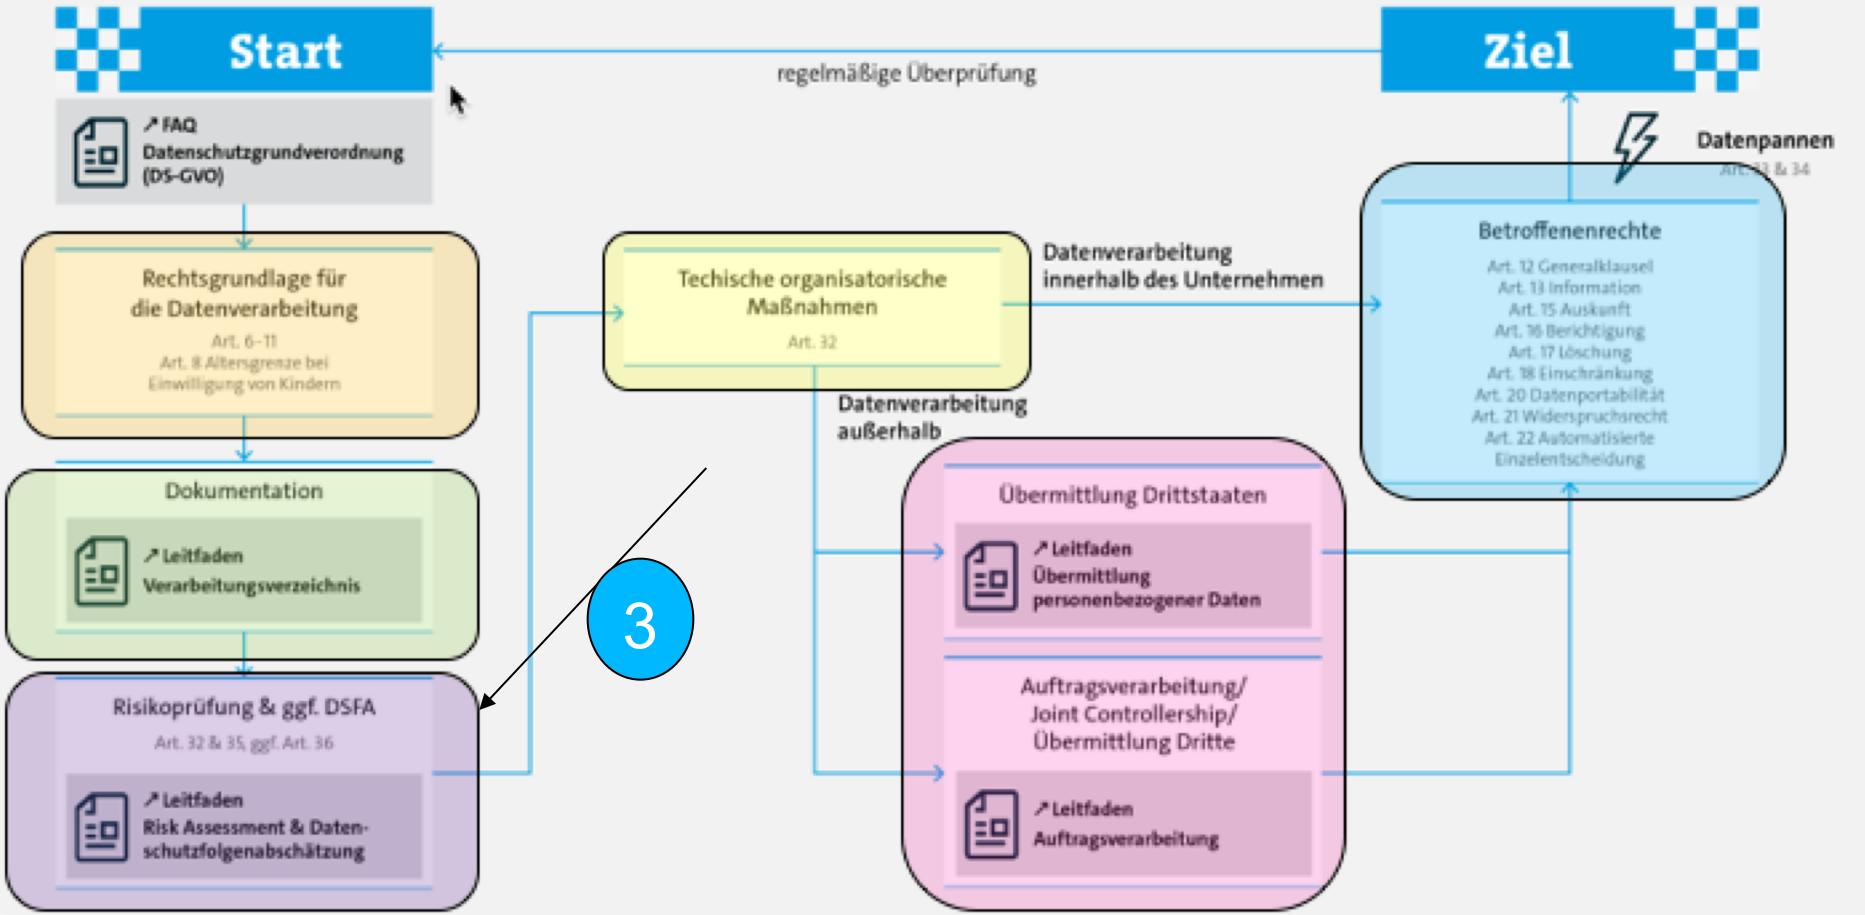 Start
Ziel
regelmäßige Überprüfung
↗ FAQ
Datenschutzgrundverordnung
(DS-GVO)
Datenpannen
Art. 33 & 34
Rechtsgrundlage für
die Datenverarbeitung
Art. 6-11
Art. 8 Altersgrenze bei
Einwilligung von Kindern
Dokumentation
↗ Leitfaden
Verarbeitungsverzeichnis
Risikoprüfung & ggf. DSFA
Art. 32 & 35, ggf. Art. 36
↗ Leitfaden
Risk Assessment & Daten-
schutzfolgenabschätzung
3
Techische organisatorische
Maßnahmen
Art. 32
Datenverarbeitung
innerhalb des Unternehmen
Datenverarbeitung
außerhalb
Übermittlung Drittstaaten
↗ Leitfaden
Übermittlung
personenbezogener Daten
Auftragsverarbeitung/
Joint Controllership/
Übermittlung Dritte
↗ Leitfaden
Auftragsverarbeitung
Betroffenenrechte
Art. 12 Generalklausel
Art. 13 Information
Art. 15 Auskunft
Art. 16 Berichtigung
Art. 17 Löschung
Art. 18 Einschränkung
Art. 20 Datenportabilität
Art. 21 Widerspruchsrecht
Art. 22 Automatisierte
Einzelentscheidung